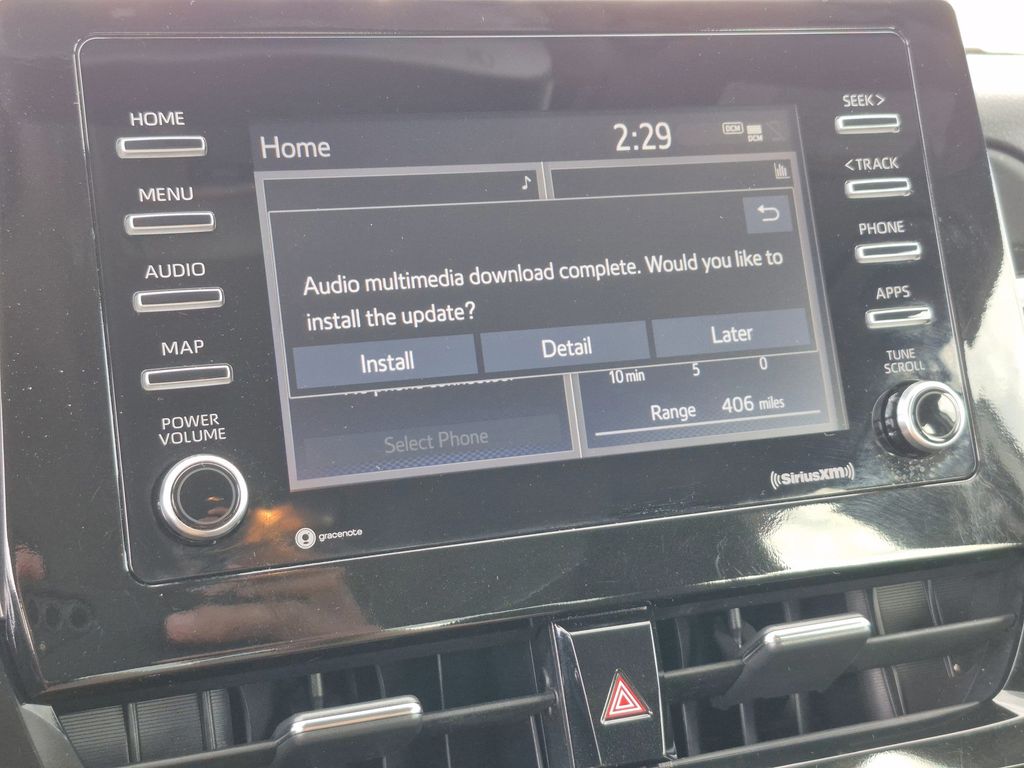 HOME
MENU
AUDIO
MAP
POWER
VOLUME
Home
2:29
DCM
DCM
Audio multimedia download complete. Would you like to
install the update?
Install
Detail
Later
10 min
5
0
Range 406 miles
Select Phone
SEEK >
< TRACK
PHONE
APPS
TUNE
SCROLL
gracenote
((SiriusXM))